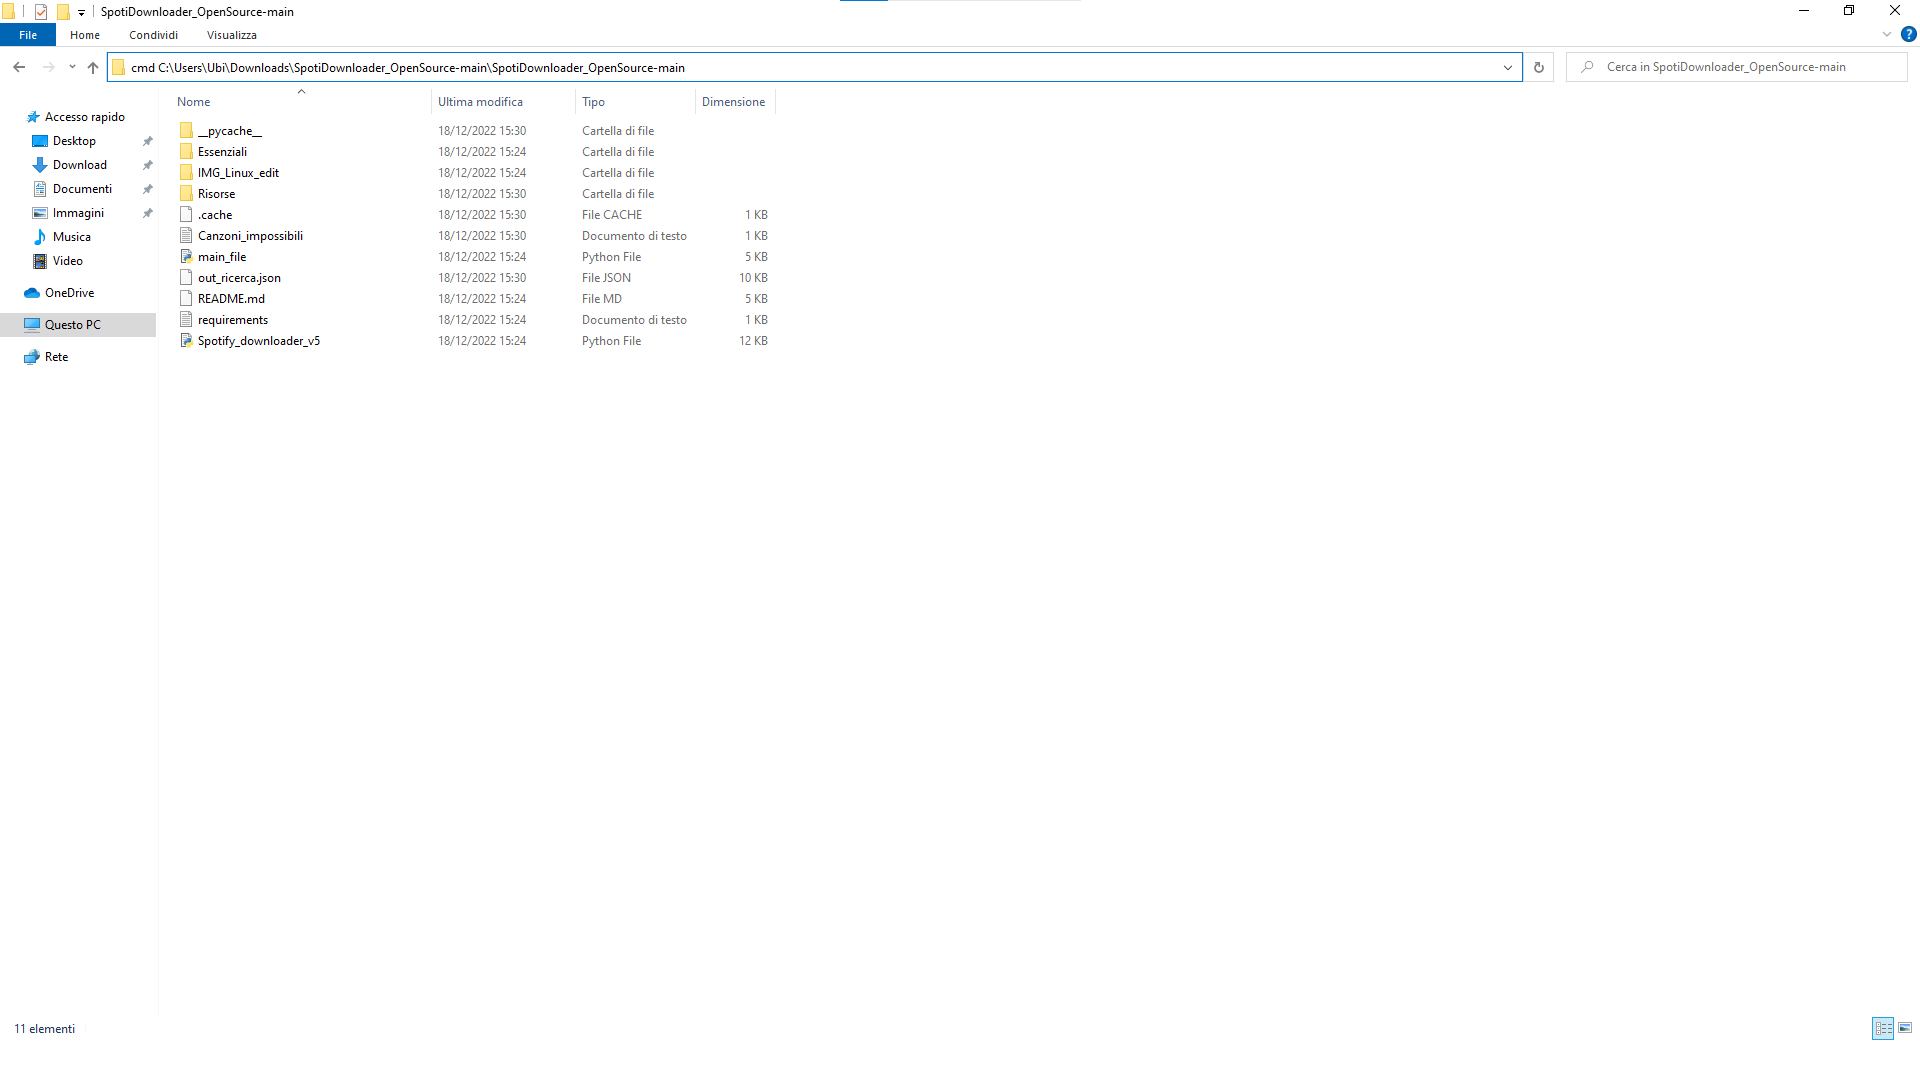 SpotiDownloader_OpenSource-main
File Home Condividi Visualizza
cmd C:\Users\Ubi\Downloads\SpotiDownloader_OpenSource-main\SpotiDownloader_OpenSource-main
Cerca in SpotiDownloader_OpenSource-main
Accesso rapido
Desktop
Download
Documenti
Immagini
Musica
Video
OneDrive
Questo PC
Rete
Nome Ultima modifica Tipo Dimensione
__pycache__ 18/12/2022 15:30 Cartella di file
Essenziali 18/12/2022 15:24 Cartella di file
IMG_Linux_edit 18/12/2022 15:24 Cartella di file
Risorse 18/12/2022 15:30 Cartella di file
.cache 18/12/2022 15:30 File CACHE 1 KB
Canzoni_impossibili 18/12/2022 15:30 Documento di testo 1 KB
main_file 18/12/2022 15:24 Python File 5 KB
out_ricerca.json 18/12/2022 15:30 File JSON 10 KB
README.md 18/12/2022 15:24 File MD 5 KB
requirements 18/12/2022 15:24 Documento di testo 1 KB
Spotify_downloader_v5 18/12/2022 15:24 Python File 12 KB
11 elementi